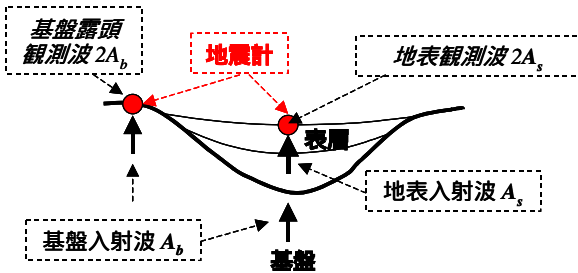 基盤露頭
観測波 2A_b
地震計
地表観測波 2A_s
表層
地表入射波 A_s
基盤入射波 A_b
基盤